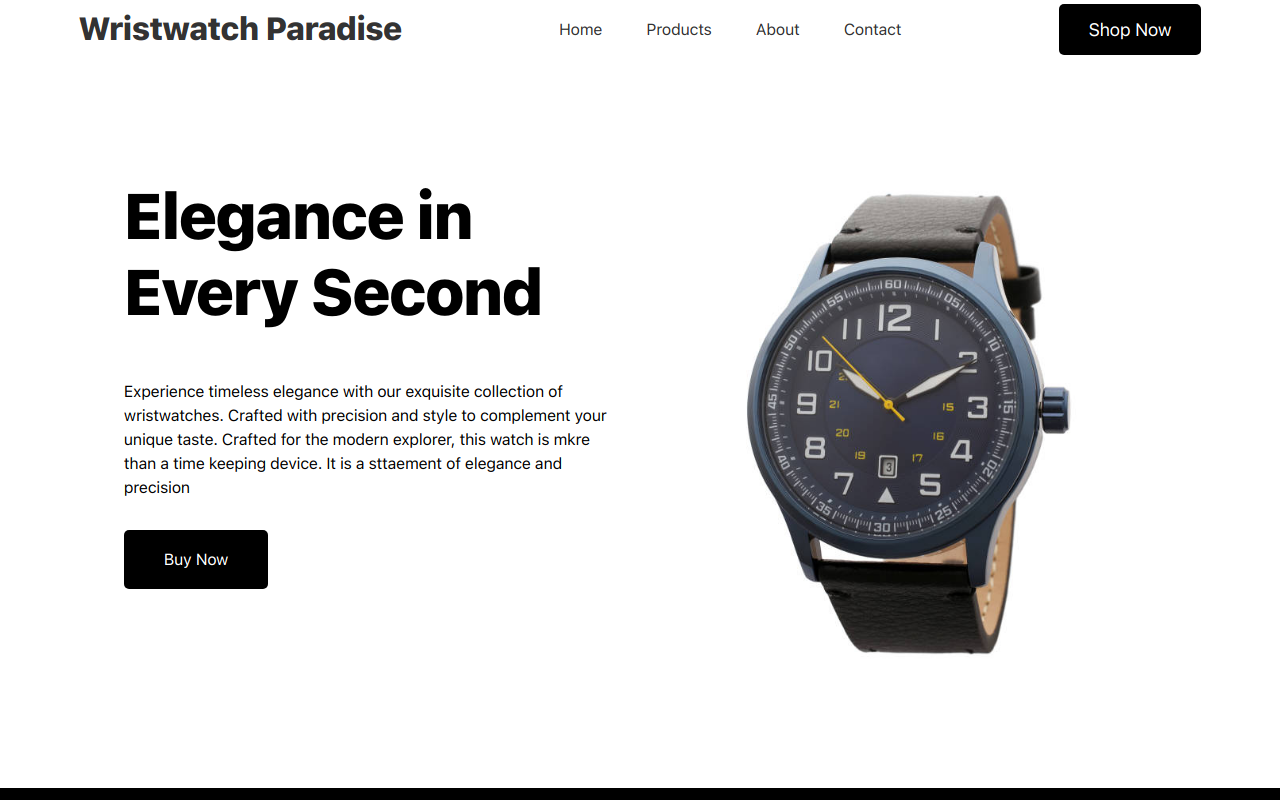 Wristwatch Paradise
Home Products About Contact
Shop Now
Elegance in
Every Second
Experience timeless elegance with our exquisite collection of
wristwatches. Crafted with precision and style to complement your
unique taste. Crafted for the modern explorer, this watch is mkre
than a time keeping device. It is a sttaement of elegance and
precision
Buy Now
60
55 05
50 10
45 15
40 20
35 25
30
12
11 1
10 2
9 3
8 4
7 5
21 15
20 16
19 17
3